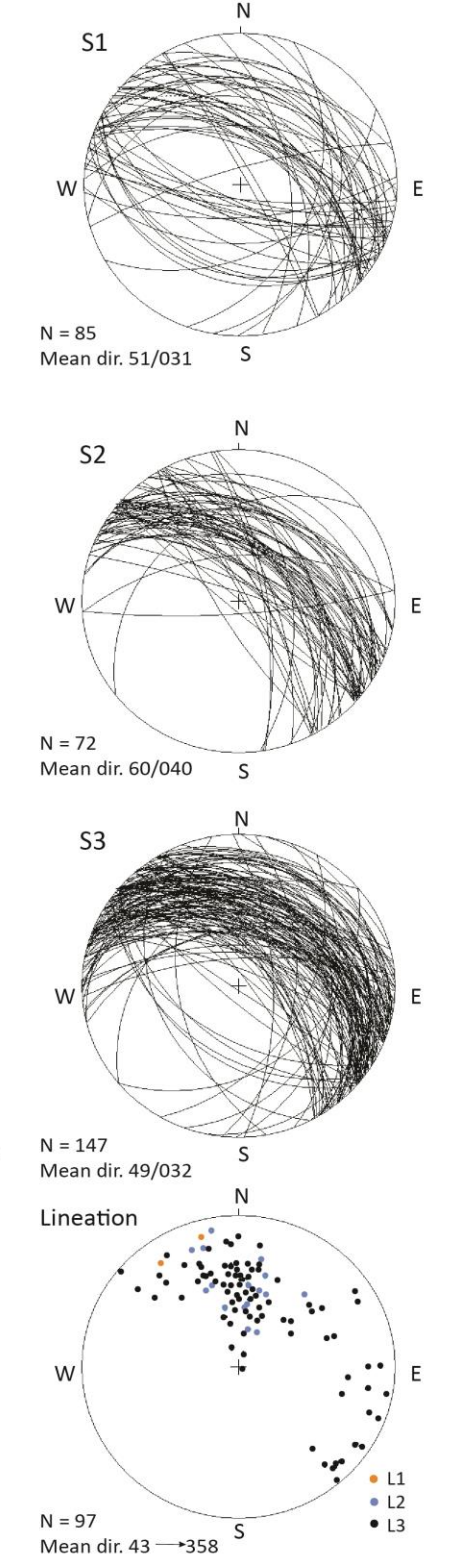 N
S1
W
E
N = 85
Mean dir. 51/031
S
N
S2
W
E
N = 72
Mean dir. 60/040
S
N
S3
W
E
N = 147
Mean dir. 49/032
S
N
Lineation
W
E
L1
L2
L3
N = 97
Mean dir. 43 →358
S